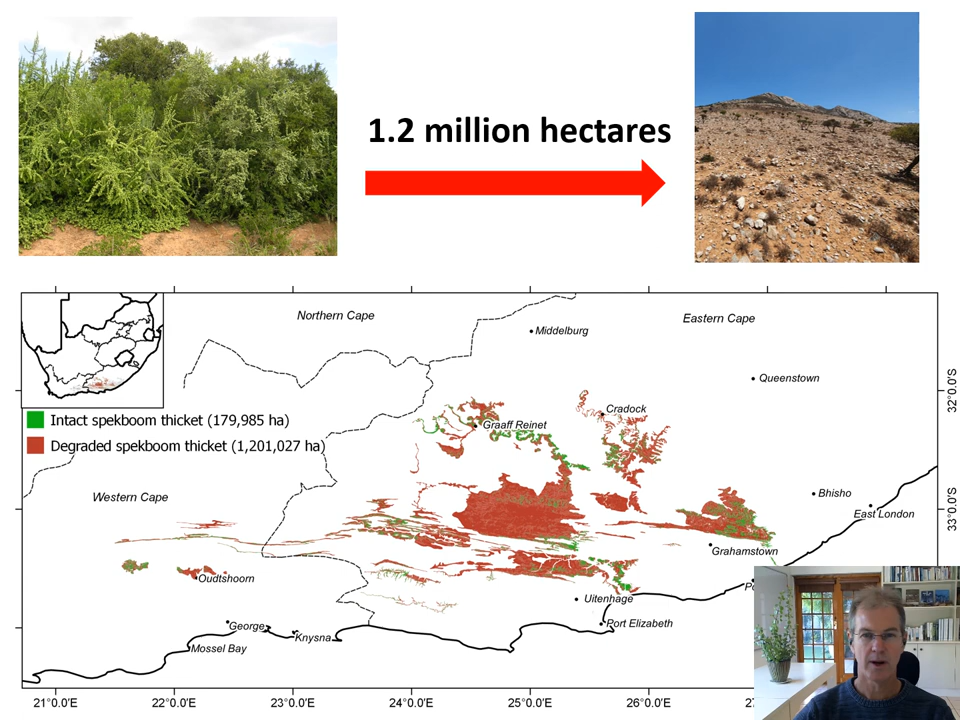 1.2 million hectares
Northern Cape
Eastern Cape
Middelburg
Queenstown
32°0.0'S
Intact spekboom thicket (179,985 ha)
Degraded spekboom thicket (1,201,027 ha)
Cradock
Graaff Reinet
Western Cape
Bhisho
East London
33°0.0'S
Grahamstown
Oudtshoorn
Uitenhage
Port Elizabeth
George
Knysna
Mossel Bay
21°0.0'E
22°0.0'E
23°0.0'E
24°0.0'E
25°0.0'E
26°0.0'E